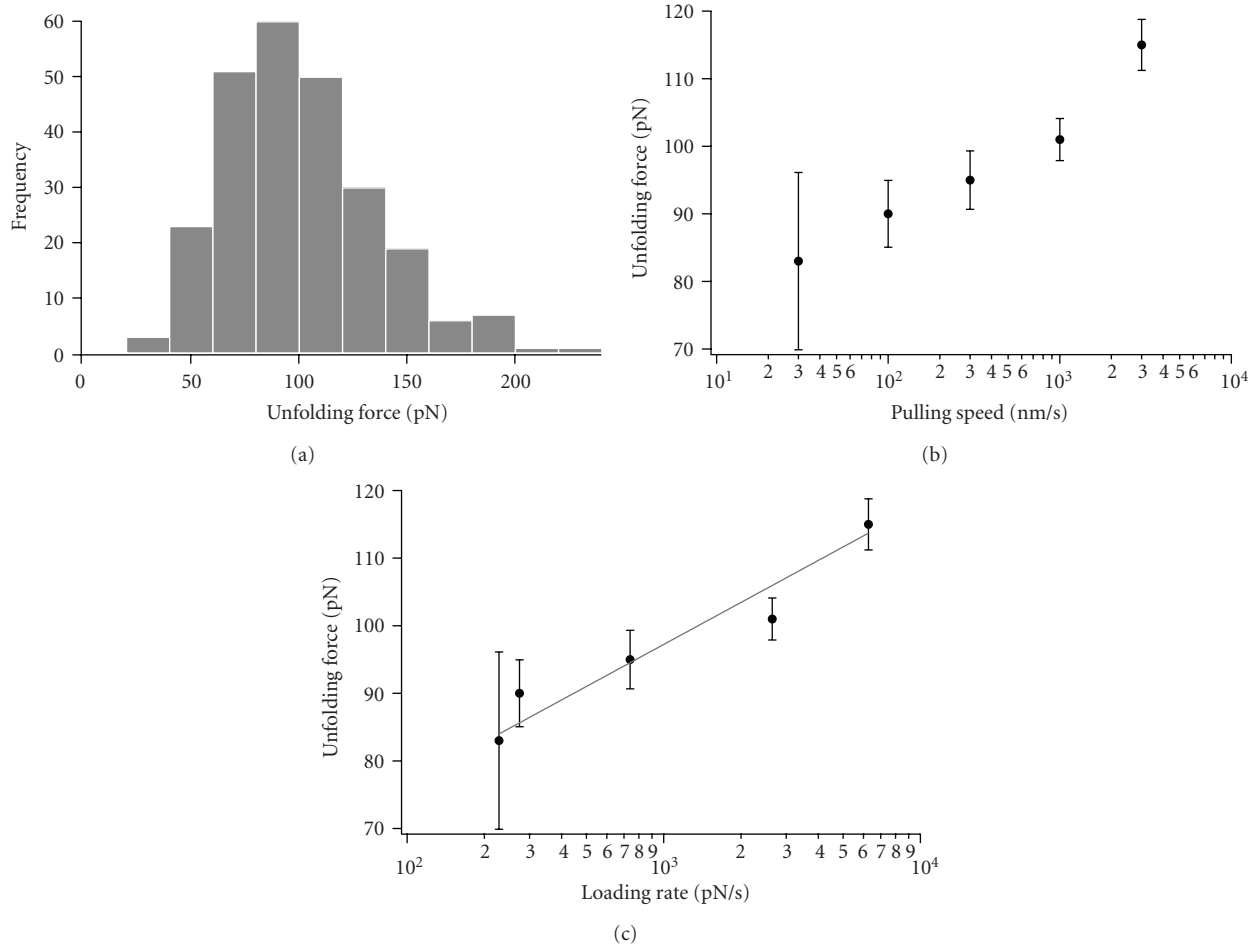 60
50
40
30
20
10
0
Frequency
0 50 100 150 200
Unfolding force (pN)
(a)
120
110
100
90
80
70
Unfolding force (pN)
10¹ 2 3 4 5 6 10² 2 3 4 5 6 10³ 2 3 4 5 6 10⁴
Pulling speed (nm/s)
(b)
120
110
100
90
80
70
Unfolding force (pN)
10² 2 3 4 5 6 7 8 9 10³ 2 3 4 5 6 7 8 9 10⁴
Loading rate (pN/s)
(c)